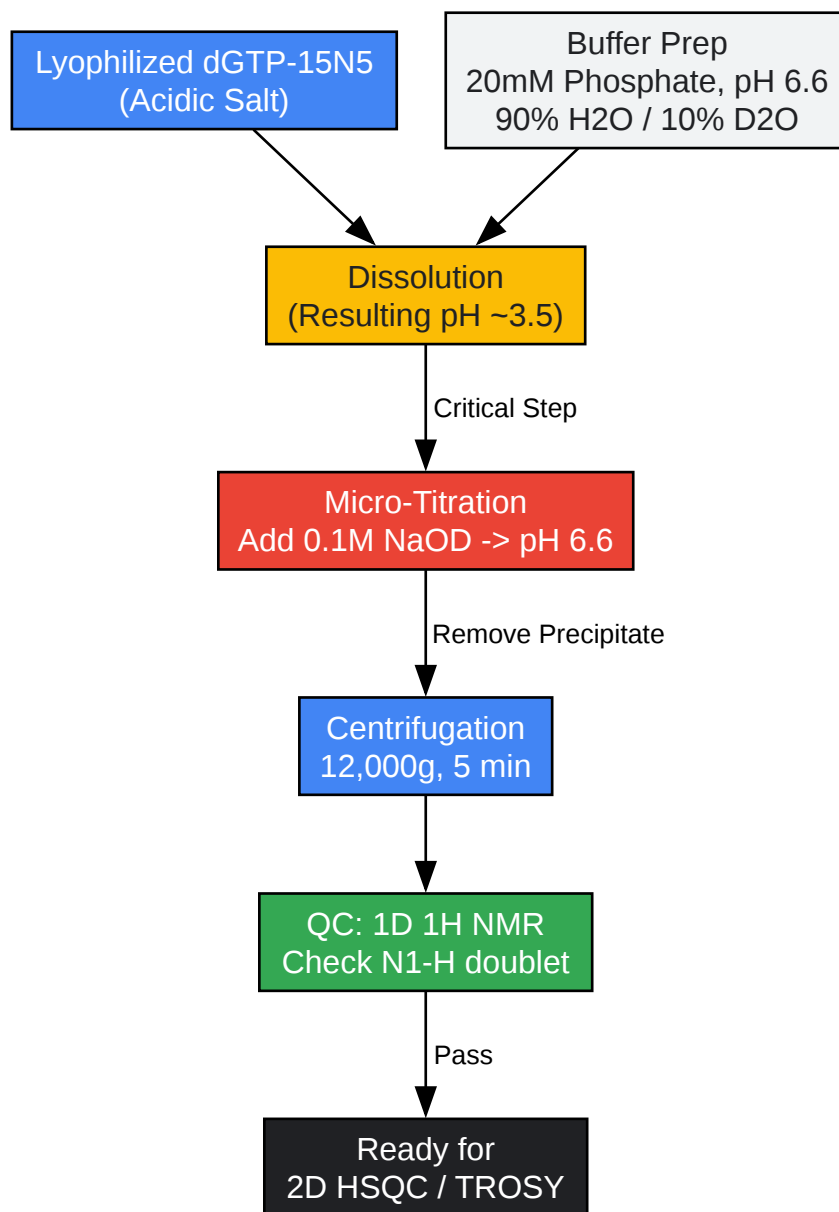 Lyophilized dGTP-15N5
(Acidic Salt)
Buffer Prep
20mM Phosphate, pH 6.6
90% H2O / 10% D2O
Dissolution
(Resulting pH ~3.5)
Critical Step
Micro-Titration
Add 0.1M NaOD -> pH 6.6
Remove Precipitate
Centrifugation
12,000g, 5 min
QC: 1D 1H NMR
Check N1-H doublet
Pass
Ready for
2D HSQC / TROSY